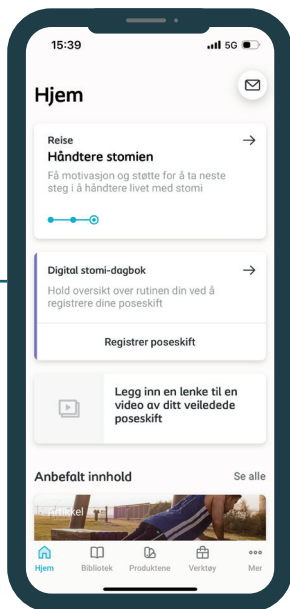 15:39
5G
Hjem
Reise
Håndtere stomien
Få motivasjon og støtte for å ta neste
steg i å håndtere livet med stomi
Digital stomi-dagbok
Hold oversikt over rutinen din ved å
registrere dine poseskift
Registrer poseskift
Legg inn en lenke til en
video av ditt veiledede
poseskift
Anbefalt innhold
Se alle
Artikkel
Hjem
Bibliotek
Produktene
Verktøy
Mer